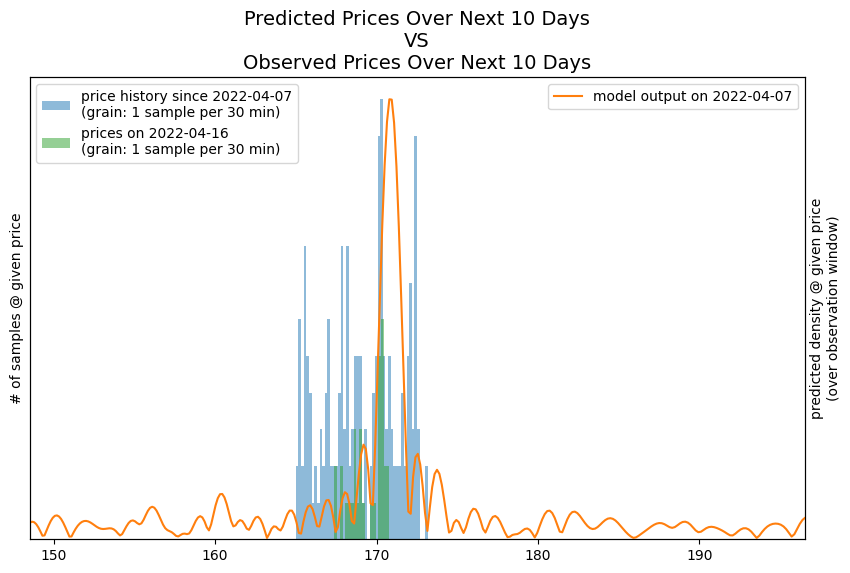 Predicted Prices Over Next 10 Days
VS
Observed Prices Over Next 10 Days
price history since 2022-04-07
(grain: 1 sample per 30 min)
prices on 2022-04-16
(grain: 1 sample per 30 min)
model output on 2022-04-07
# of samples @ given price
predicted density @ given price
(over observation window)
150
160
170
180
190